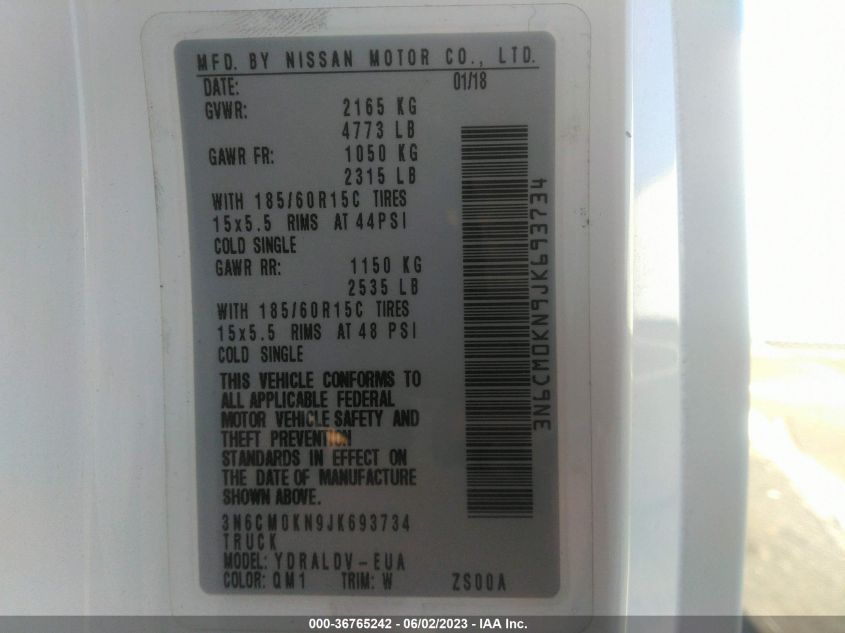 MFD. BY NISSAN MOTOR CO., LTD.
DATE: 01/18
GVWR: 2165 KG
4773 LB
GAWR FR: 1050 KG
2315 LB
WITH 185/60R15C TIRES
15x5.5 RIMS AT 44PSI
COLD SINGLE
GAWR RR: 1150 KG
2535 LB
WITH 185/60R15C TIRES
15x5.5 RIMS AT 48 PSI
COLD SINGLE
THIS VEHICLE CONFORMS TO
ALL APPLICABLE FEDERAL
MOTOR VEHICLE SAFETY AND
THEFT PREVENTION
STANDARDS IN EFFECT ON
THE DATE OF MANUFACTURE
SHOWN ABOVE.
3N6CM0KN9JK693734
TRUCK
MODEL: YDRALDV-EUA
COLOR: QM1 TRIM: W ZS00A
3N6CM0KN9JK693734
000-36765242 - 06/02/2023 - IAA Inc.